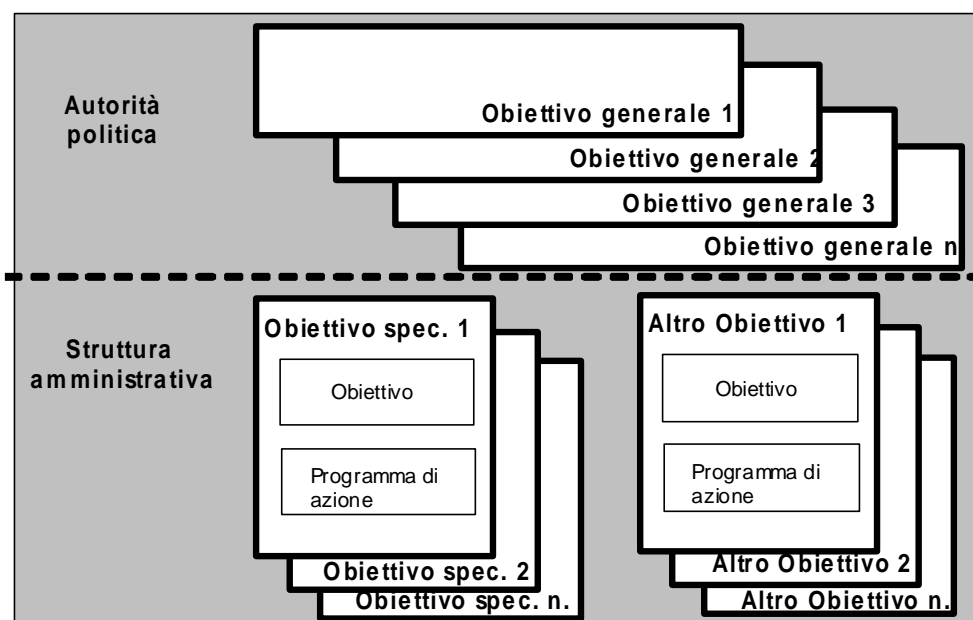 Autorità
politica
Obiettivo generale 1
Obiettivo generale 2
Obiettivo generale 3
Obiettivo generale n
Struttura
amministrativa
Obiettivo spec. 1
Obiettivo
Programma di
azione
Obiettivo spec. 2
Obiettivo spec. n.
Altro Obiettivo 1
Obiettivo
Programma di
azione
Altro Obiettivo 2
Altro Obiettivo n.